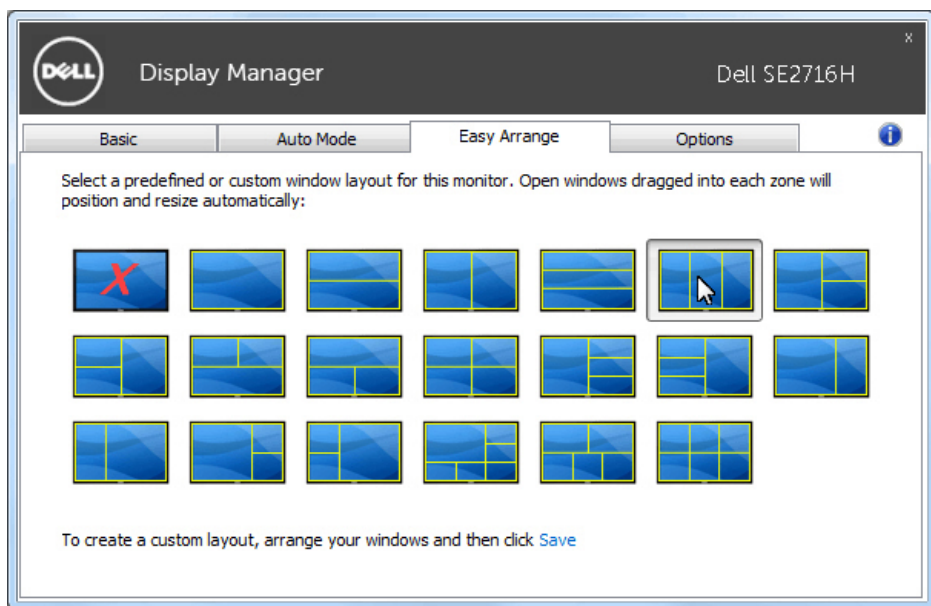 x
DELL
Display Manager
Dell SE2716H
Basic
Auto Mode
Easy Arrange
Options
i
Select a predefined or custom window layout for this monitor. Open windows dragged into each zone will
position and resize automatically:
X
To create a custom layout, arrange your windows and then click Save